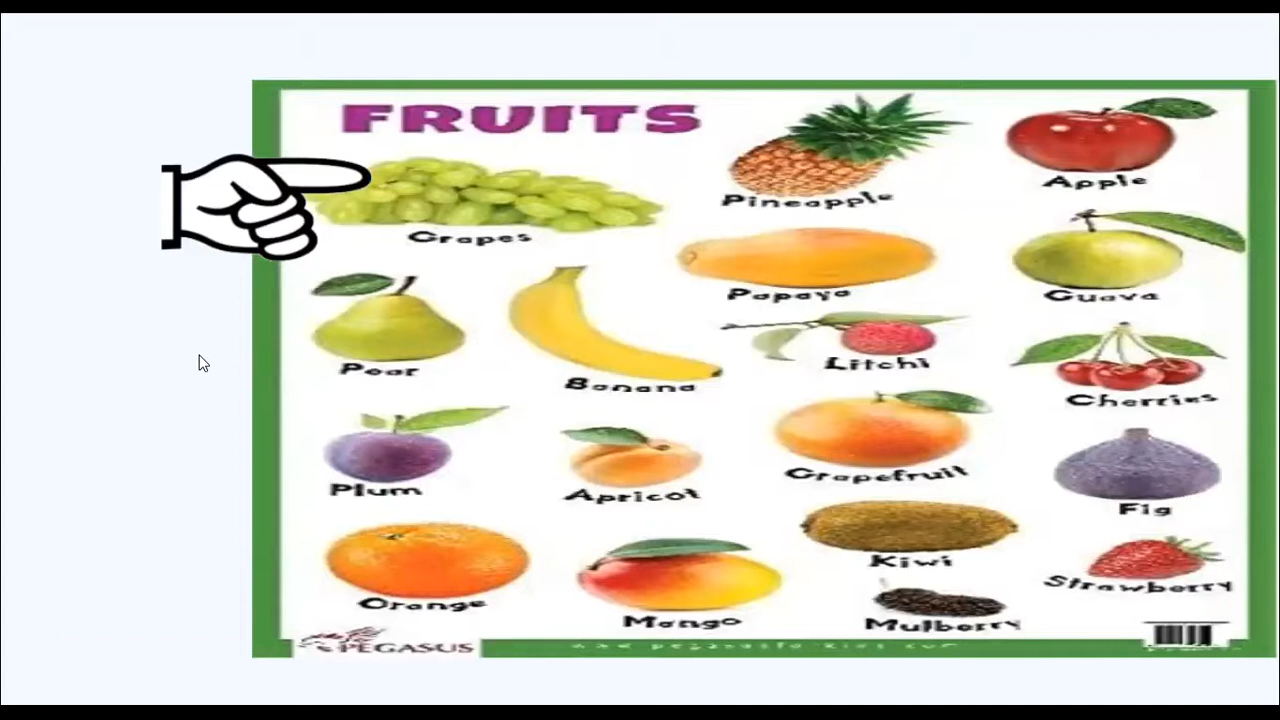 FRUITS
Pineapple
Apple
Grapes
Papaya
Guava
Pear
Banana
Litchi
Cherries
Plum
Apricot
Grapefruit
Fig
Orange
Mango
Kiwi
Strawberry
Mulberry
PEGASUS